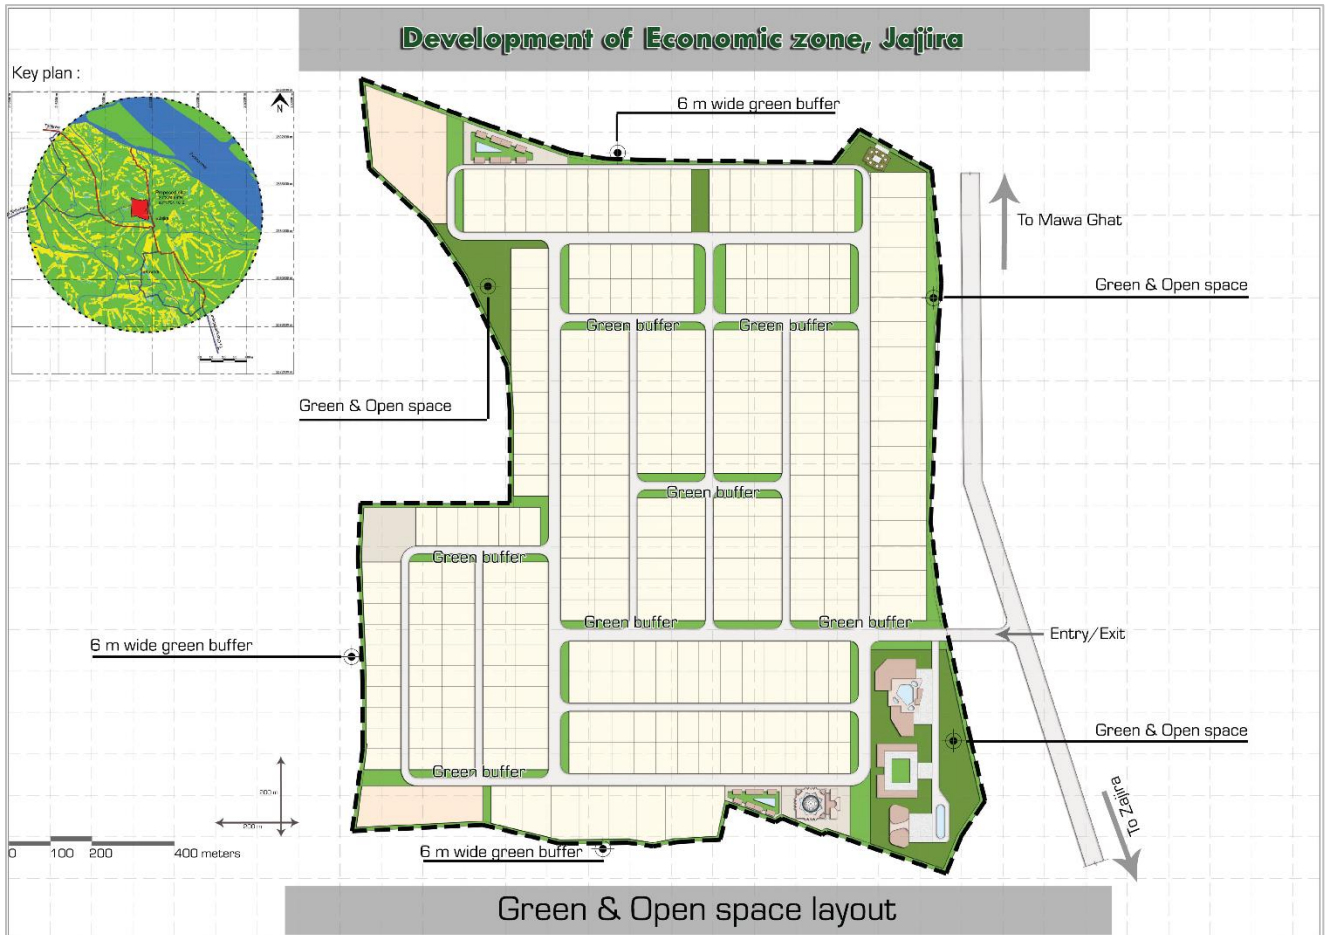 Development of Economic zone, Jajira
Key plan :
N
6 m wide green buffer
To Mawa Ghat
Green & Open space
Green buffer
Green buffer
Green & Open space
Green buffer
Green buffer
Green buffer
Green buffer
Entry/Exit
6 m wide green buffer
Green & Open space
Green buffer
200 m
200 m
To Zajira
0 100 200 400 meters
6 m wide green buffer
Green & Open space layout